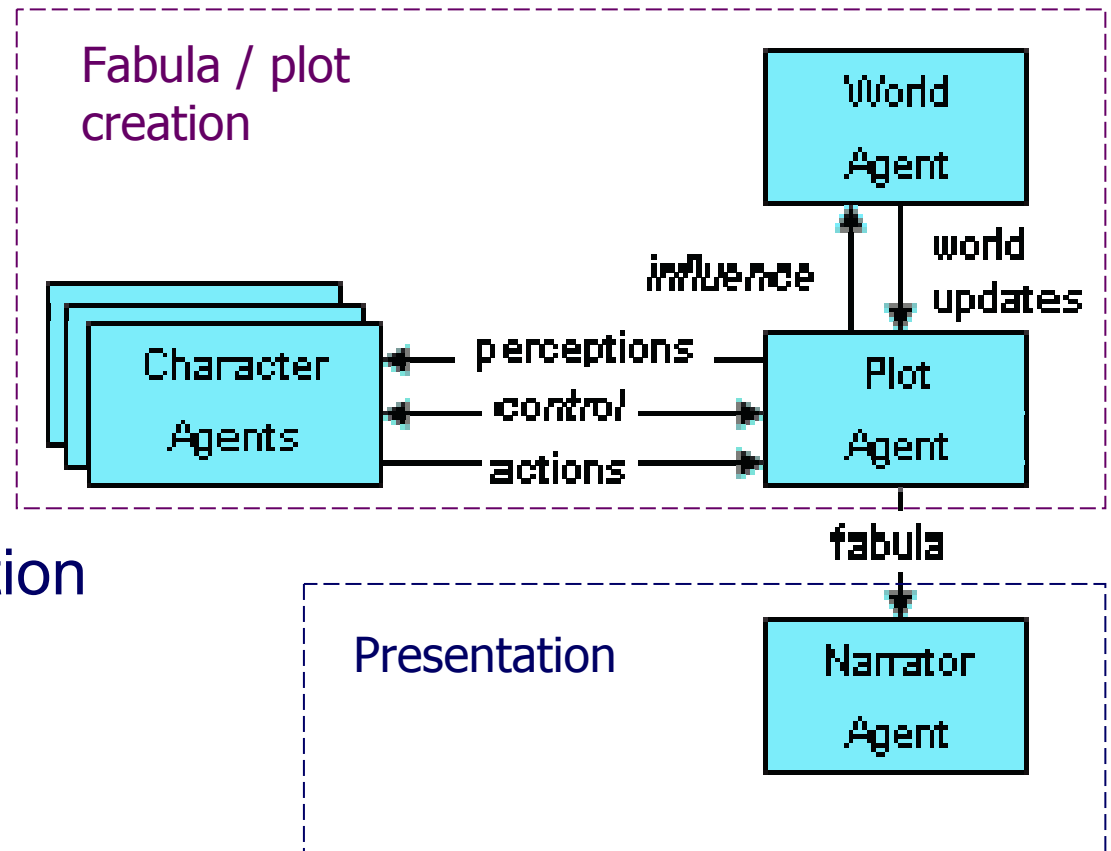 Fabula / plot
creation
World
Agent
influence
world
updates
Character
Agents
perceptions
control
actions
Plot
Agent
fabula
tion
Presentation
Narrator
Agent